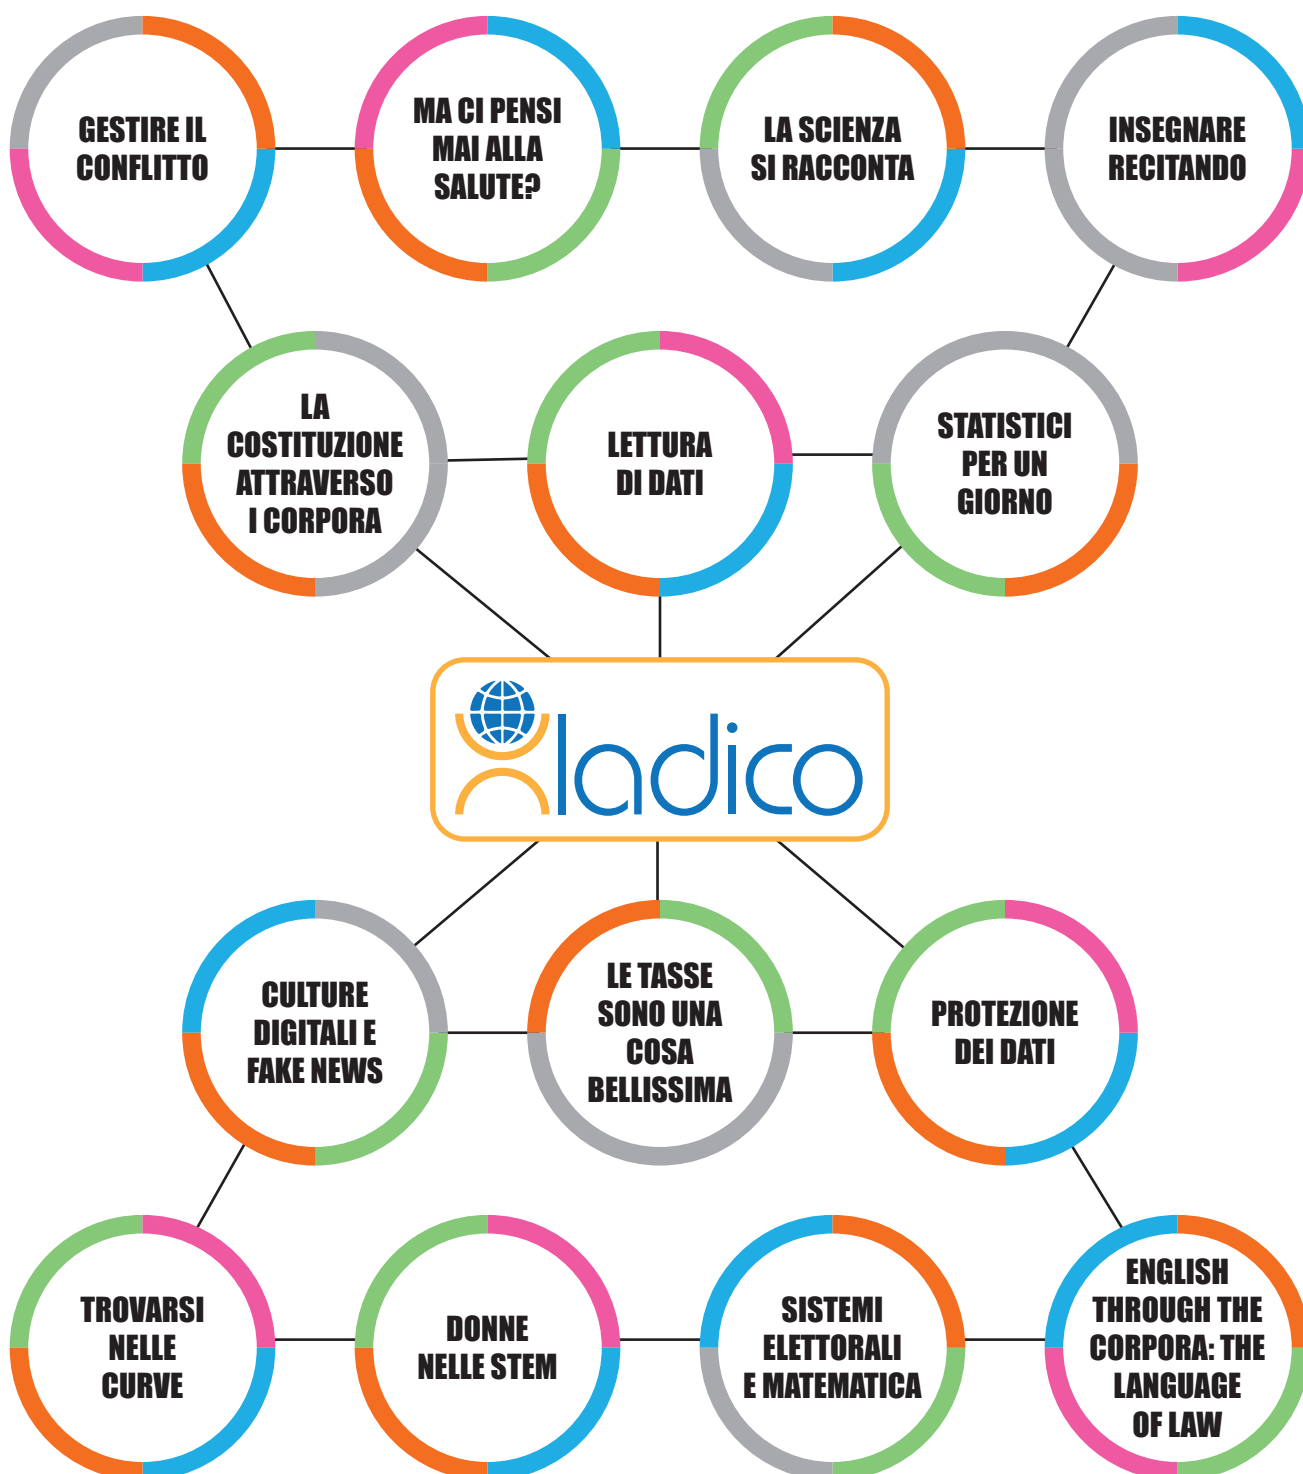 GESTIRE IL
CONFLITTO
MA CI PENSI
MAI ALLA
SALUTE?
LA SCIENZA
SI RACCONTA
INSEGNARE
RECITANDO
LA
COSTITUZIONE
ATTRAVERSO
I CORPORA
LETTURA
DI DATI
STATISTICI
PER UN
GIORNO
ladico
CULTURE
DIGITALI E
FAKE NEWS
LE TASSE
SONO UNA
COSA
BELLISSIMA
PROTEZIONE
DEI DATI
TROVARSI
NELLE
CURVE
DONNE
NELLE STEM
SISTEMI
ELETTORALI
E MATEMATICA
ENGLISH
THROUGH THE
CORPORA: THE
LANGUAGE
OF LAW